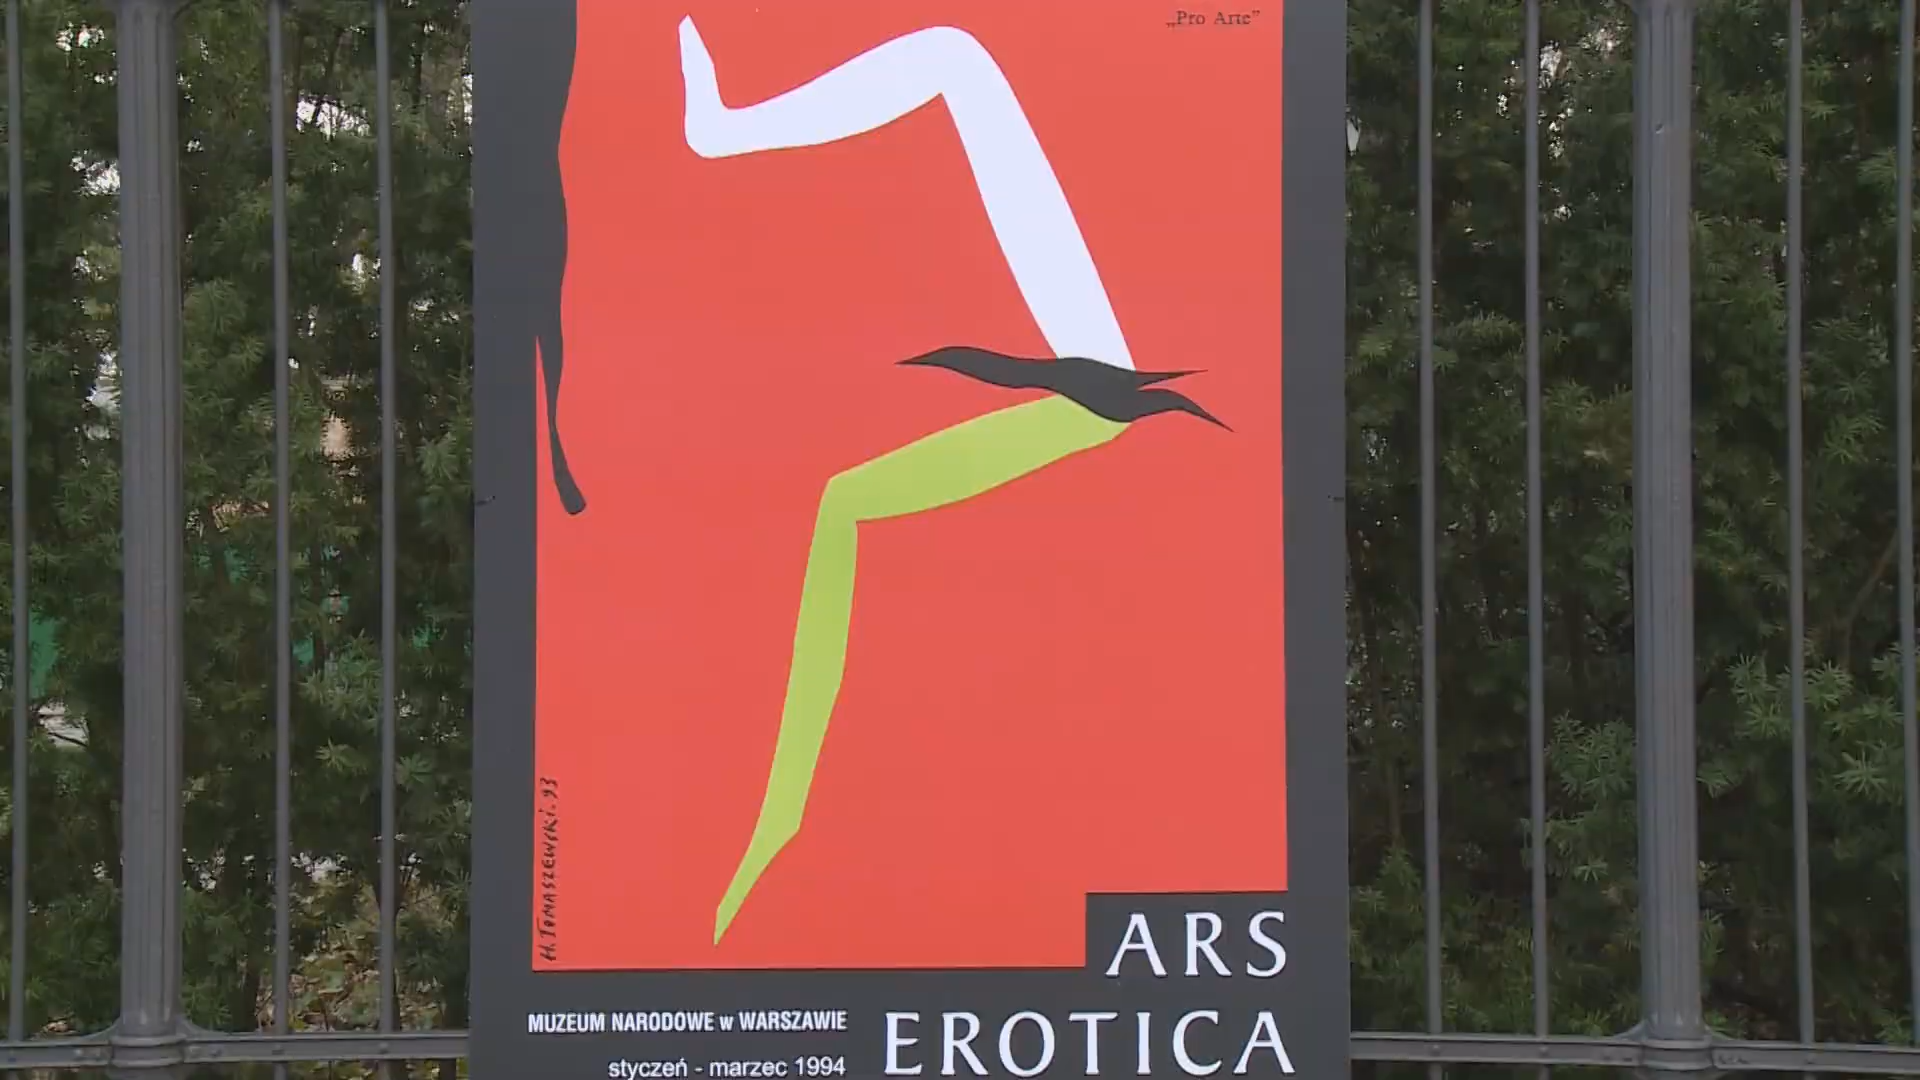 „Pro Arte”
H. TOMASZEWSKI. 93
ARS
EROTICA
MUZEUM NARODOWE w WARSZAWIE
styczeń - marzec 1994